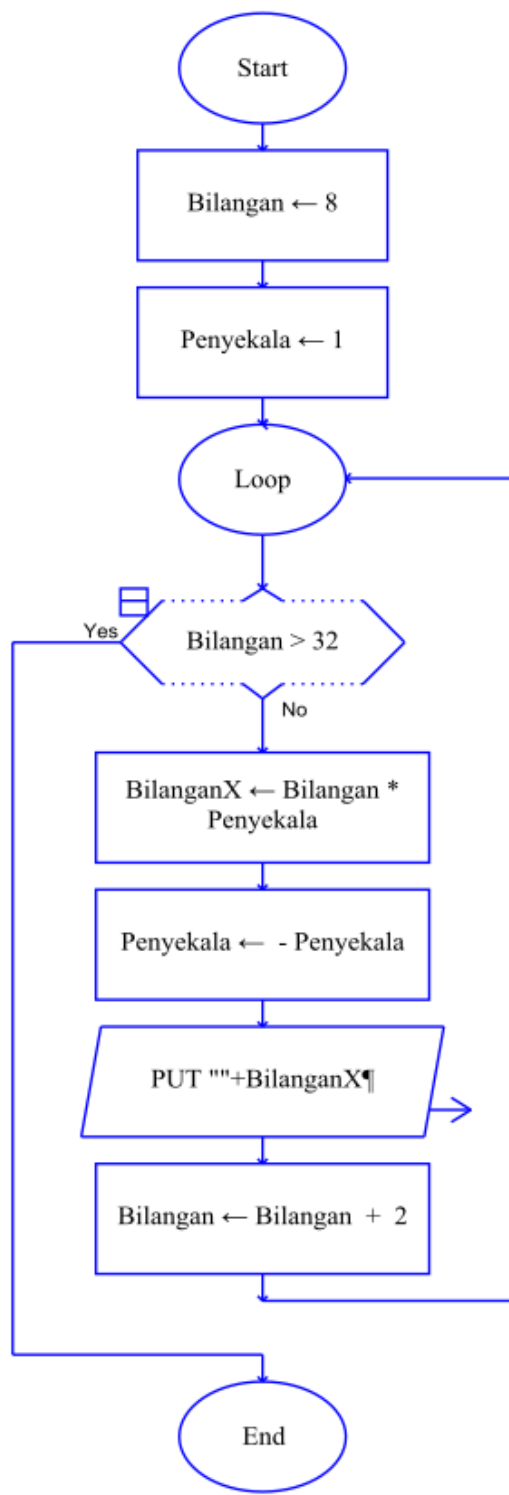 Start
Bilangan ← 8
Penyekala ← 1
Loop
Yes
Bilangan > 32
No
BilanganX ← Bilangan *
Penyekala
Penyekala ← - Penyekala
PUT ""+BilanganX¶
Bilangan ← Bilangan + 2
End